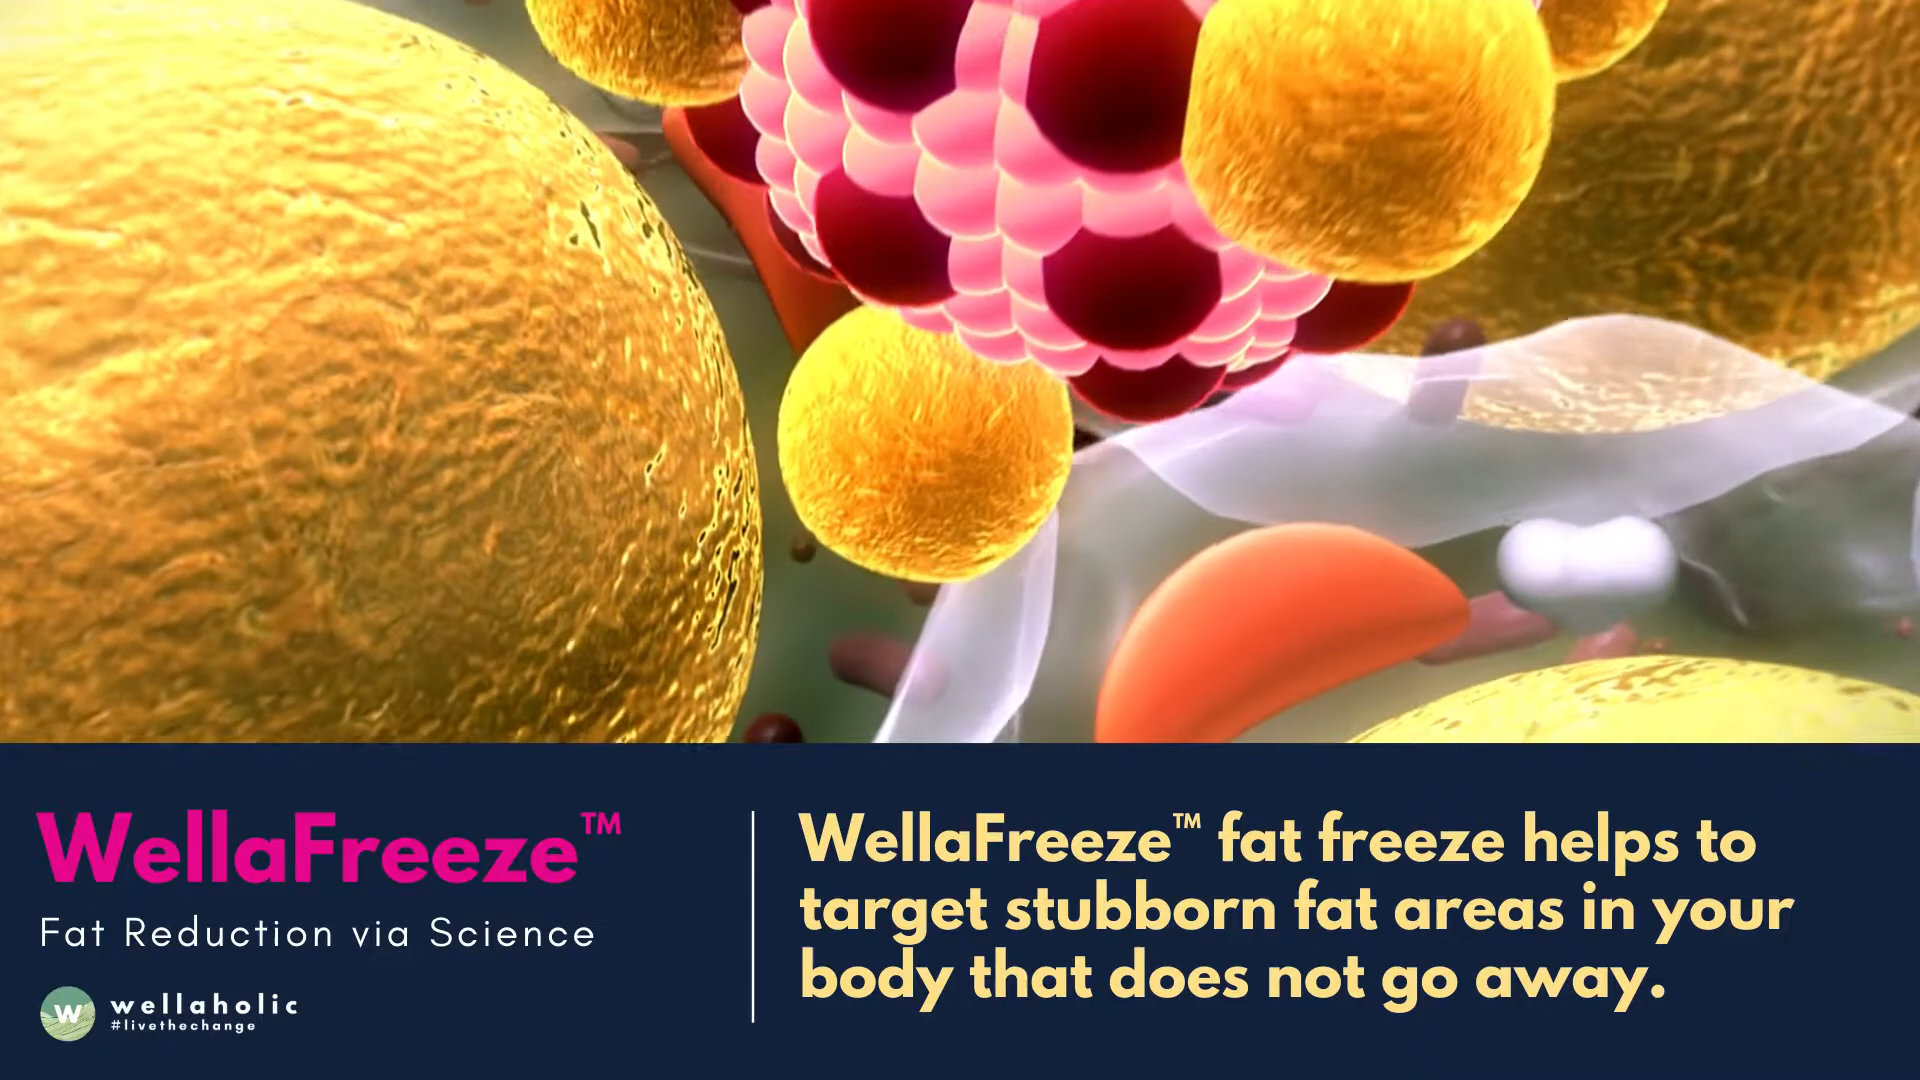 WellaFreeze™
Fat Reduction via Science
W wellaholic
#livethechange
WellaFreeze™ fat freeze helps to
target stubborn fat areas in your
body that does not go away.